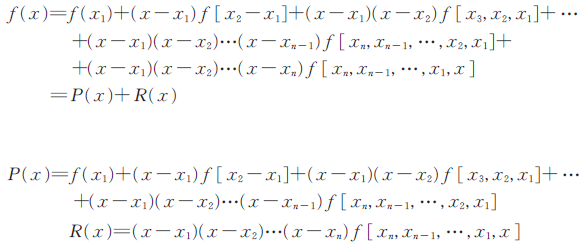 f(x)=f(x₁)+(x−x₁)f[x₂−x₁]+(x−x₁)(x−x₂)f[x₃,x₂,x₁]+⋯
+(x−x₁)(x−x₂)⋯(x−xₙ₋₁)f[xₙ,xₙ₋₁,⋯,x₂,x₁]+
+(x−x₁)(x−x₂)⋯(x−xₙ)f[xₙ,xₙ₋₁,⋯,x₁,x]
=P(x)+R(x)
P(x)=f(x₁)+(x−x₁)f[x₂−x₁]+(x−x₁)(x−x₂)f[x₃,x₂,x₁]+⋯
+(x−x₁)(x−x₂)⋯(x−xₙ₋₁)f[xₙ,xₙ₋₁,⋯,x₂,x₁]
R(x)=(x−x₁)(x−x₂)⋯(x−xₙ)f[xₙ,xₙ₋₁,⋯,x₁,x]